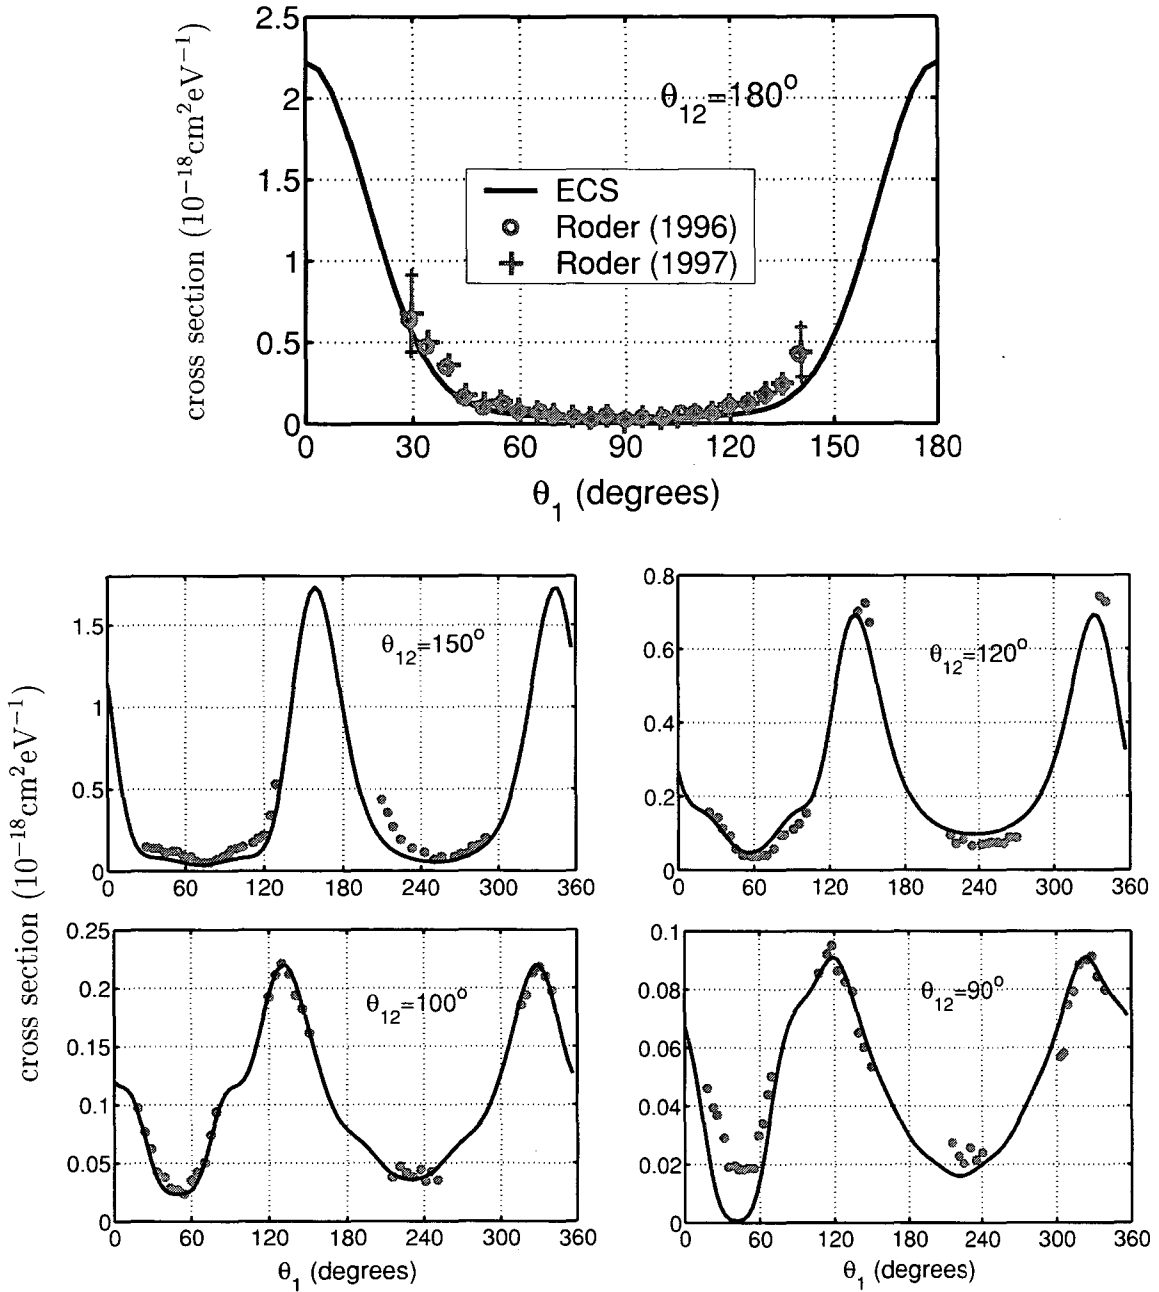 cross section (10⁻¹⁸cm²eV⁻¹)
2.5
2
1.5
1
0.5
0
θ₁₂=180°
ECS
Roder (1996)
Roder (1997)
0 30 60 90 120 150 180
θ₁ (degrees)
cross section (10⁻¹⁸cm²eV⁻¹)
1.5
1
0.5
0
θ₁₂=150°
0 60 120 180 240 300 360
0.8
0.6
0.4
0.2
0
θ₁₂=120°
0 60 120 180 240 300 360
0.25
0.2
0.15
0.1
0.05
0
θ₁₂=100°
0 60 120 180 240 300 360
θ₁ (degrees)
0.1
0.08
0.06
0.04
0.02
0
θ₁₂=90°
0 60 120 180 240 300 360
θ₁ (degrees)